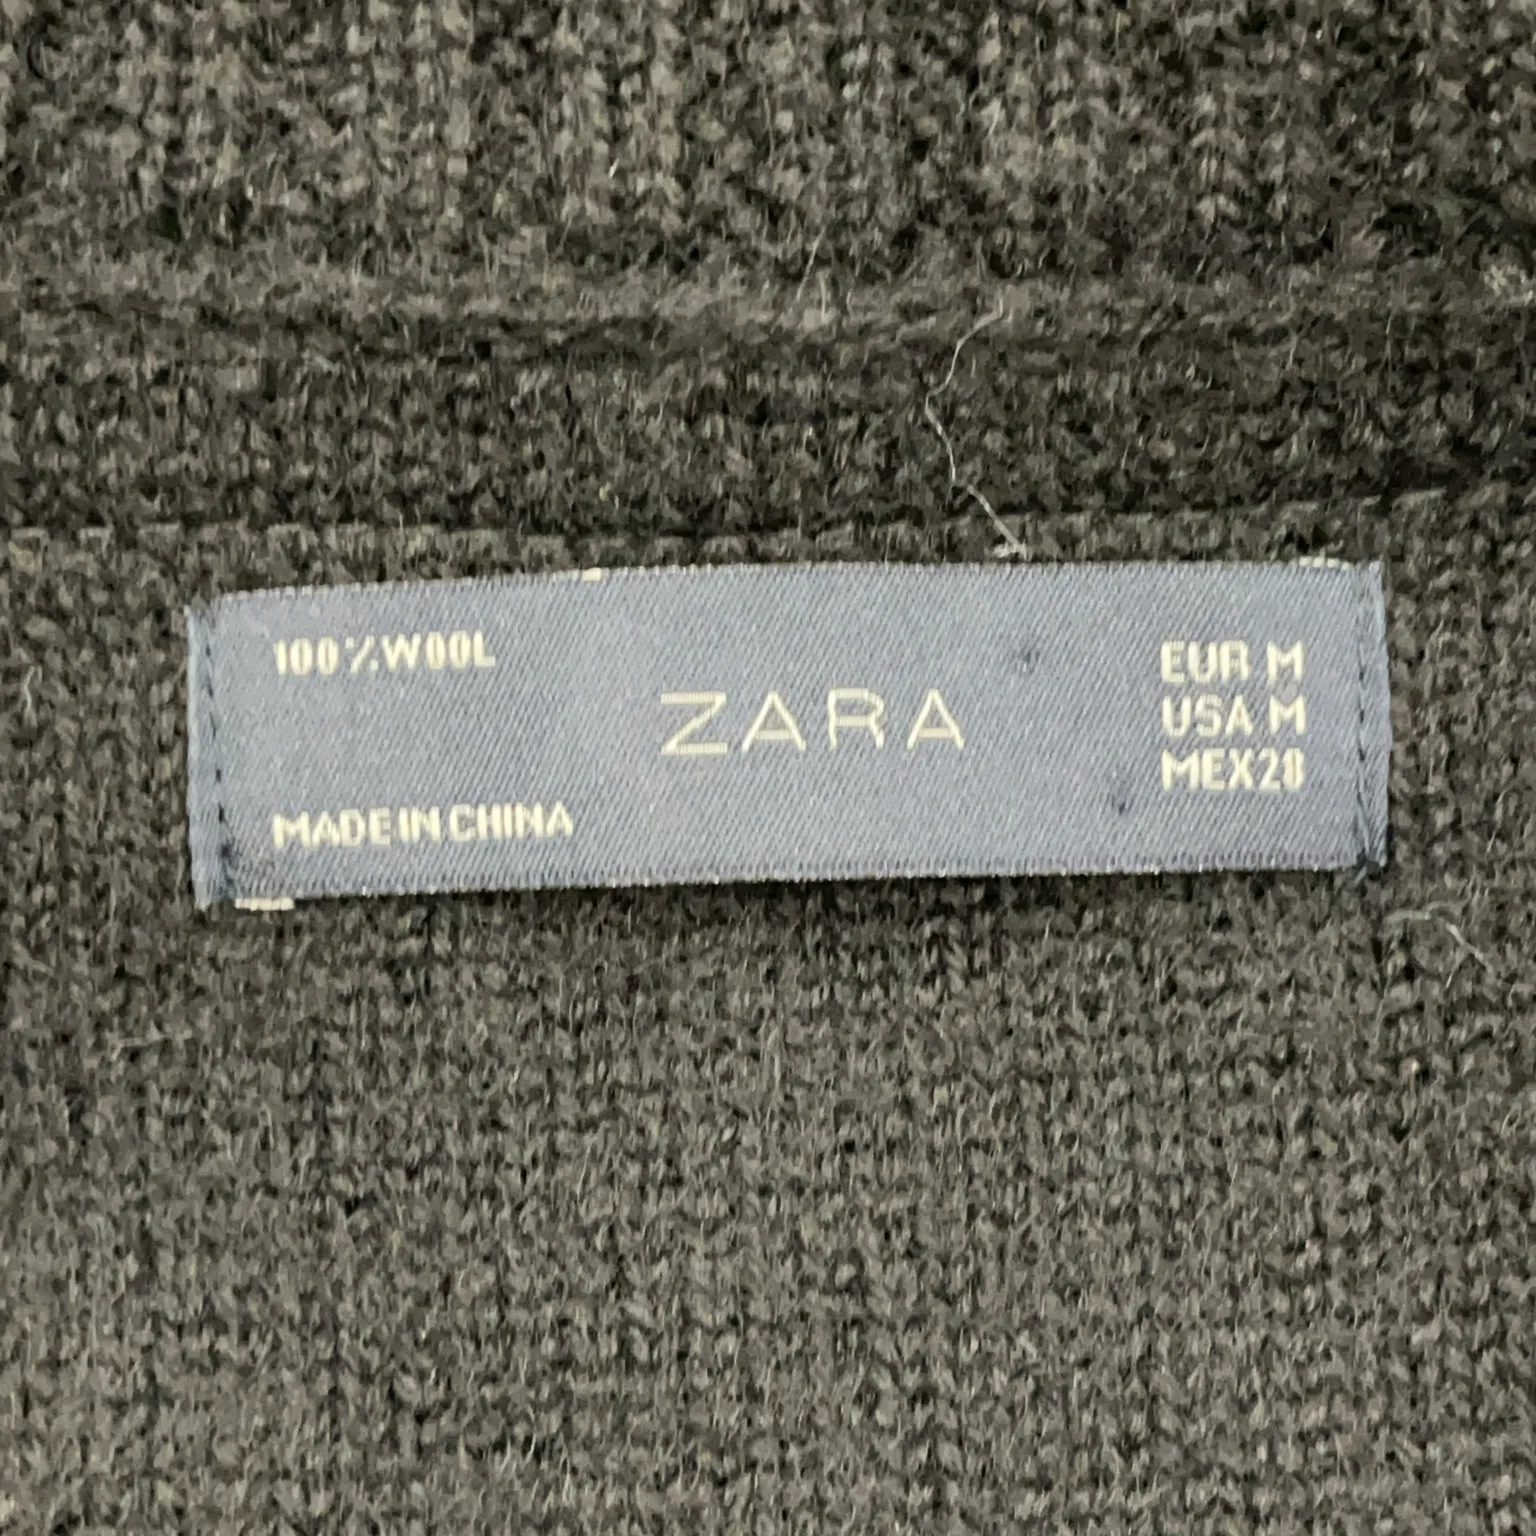 100% WOOL
ZARA
MADE IN CHINA
EUR M
USA M
MEX 28